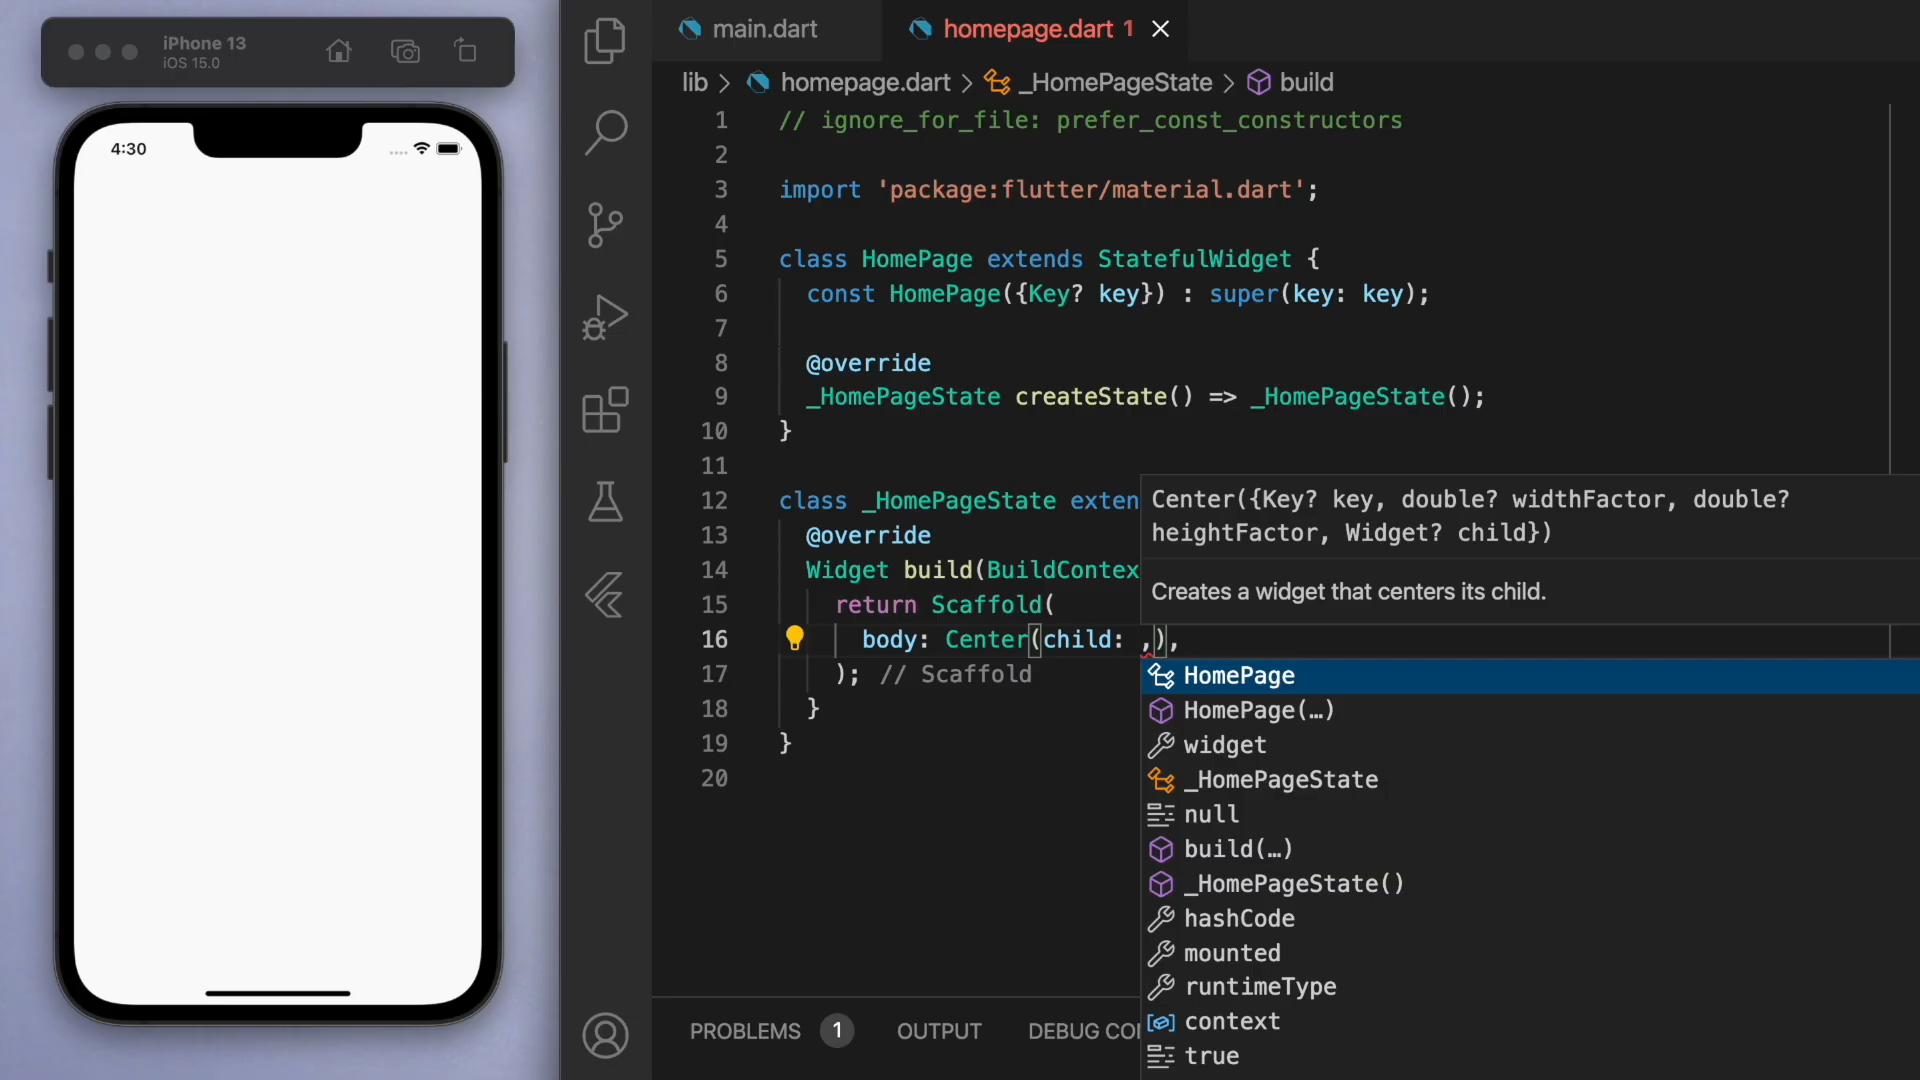 iPhone 13
iOS 15.0
4:30
main.dart
homepage.dart 1
lib > homepage.dart > _HomePageState > build
1 // ignore_for_file: prefer_const_constructors
2
3 import 'package:flutter/material.dart';
4
5 class HomePage extends StatefulWidget {
6 const HomePage({Key? key}) : super(key: key);
7
8 @override
9 _HomePageState createState() => _HomePageState();
10 }
11
12 class _HomePageState exten
13 @override
14 Widget build(BuildContex
15 return Scaffold(
16 body: Center(child: ,),
17 ); // Scaffold
18 }
19 }
20
Center({Key? key, double? widthFactor, double?
heightFactor, Widget? child})
Creates a widget that centers its child.
HomePage
HomePage(…)
widget
_HomePageState
null
build(…)
_HomePageState()
hashCode
mounted
runtimeType
context
true
PROBLEMS 1 OUTPUT DEBUG CO